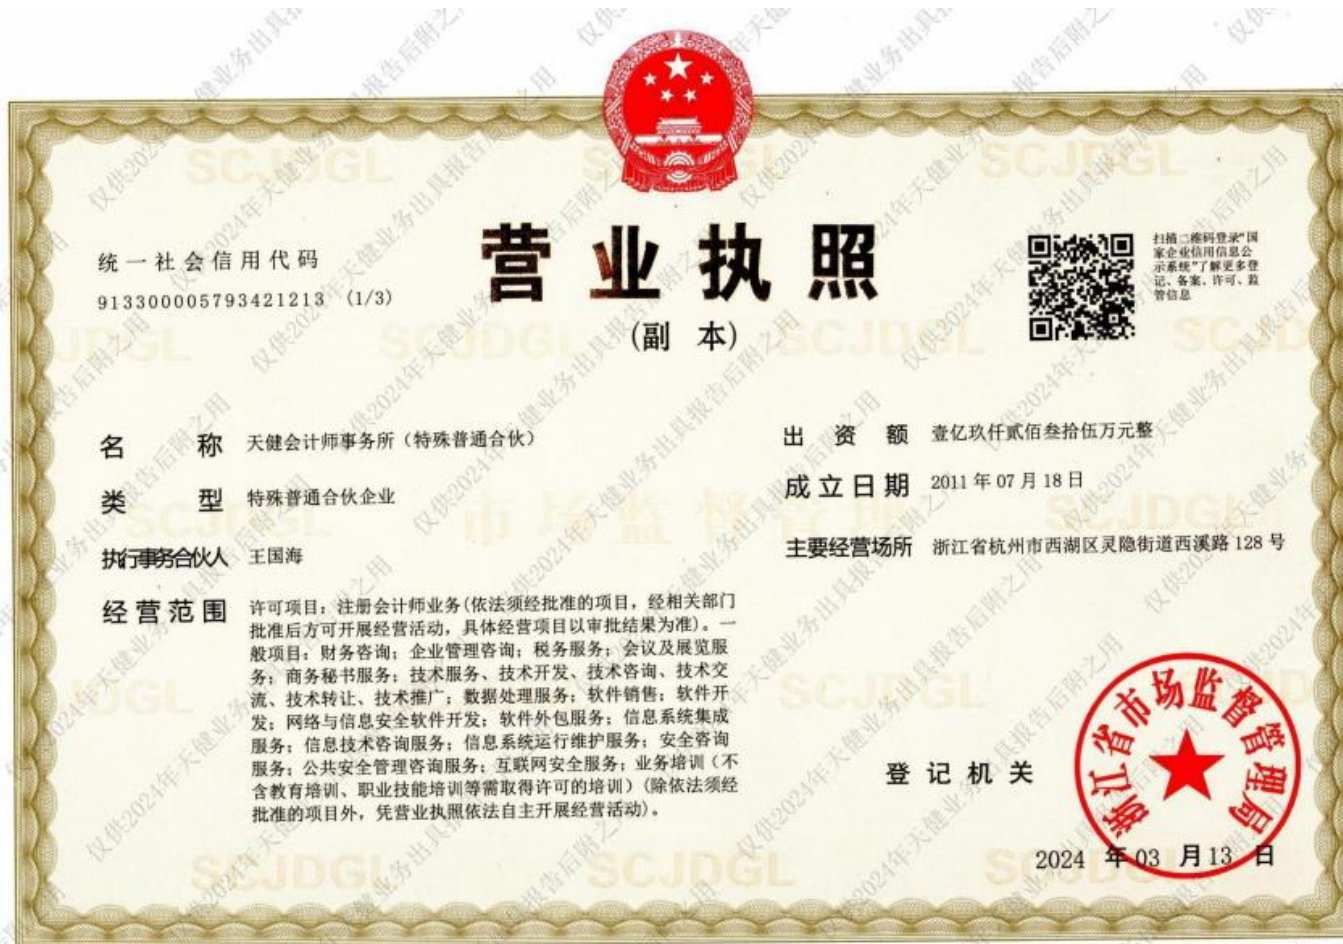 营业执照
(副 本)
统一社会信用代码
913300005793421213 (1/3)
扫描二维码登录“国
家企业信用信息公
示系统”了解更多登
记、备案、许可、监
管信息
名 称 天健会计师事务所（特殊普通合伙）
类 型 特殊普通合伙企业
执行事务合伙人 王国海
经营范围 许可项目：注册会计师业务(依法须经批准的项目，经相关部门
批准后方可开展经营活动，具体经营项目以审批结果为准)。一
般项目：财务咨询；企业管理咨询；税务服务；会议及展览服
务；商务秘书服务；技术服务、技术开发、技术咨询、技术交
流、技术转让、技术推广；数据处理服务；软件销售；软件开
发；网络与信息安全软件开发；软件外包服务；信息系统集成
服务；信息技术咨询服务；信息系统运行维护服务；安全咨询
服务；公共安全管理咨询服务；互联网安全服务；业务培训（不
含教育培训、职业技能培训等需取得许可的培训）(除依法须经
批准的项目外，凭营业执照依法自主开展经营活动)。
出 资 额 壹亿玖仟贰佰叁拾伍万元整
成立日期 2011 年 07 月 18 日
主要经营场所 浙江省杭州市西湖区灵隐街道西溪路 128 号
登记机关
浙江省市场监督管理局
2024 年 03 月 13 日
SCJDGL
市场监督管理
仅供2024年天健业务出具报告后附之用